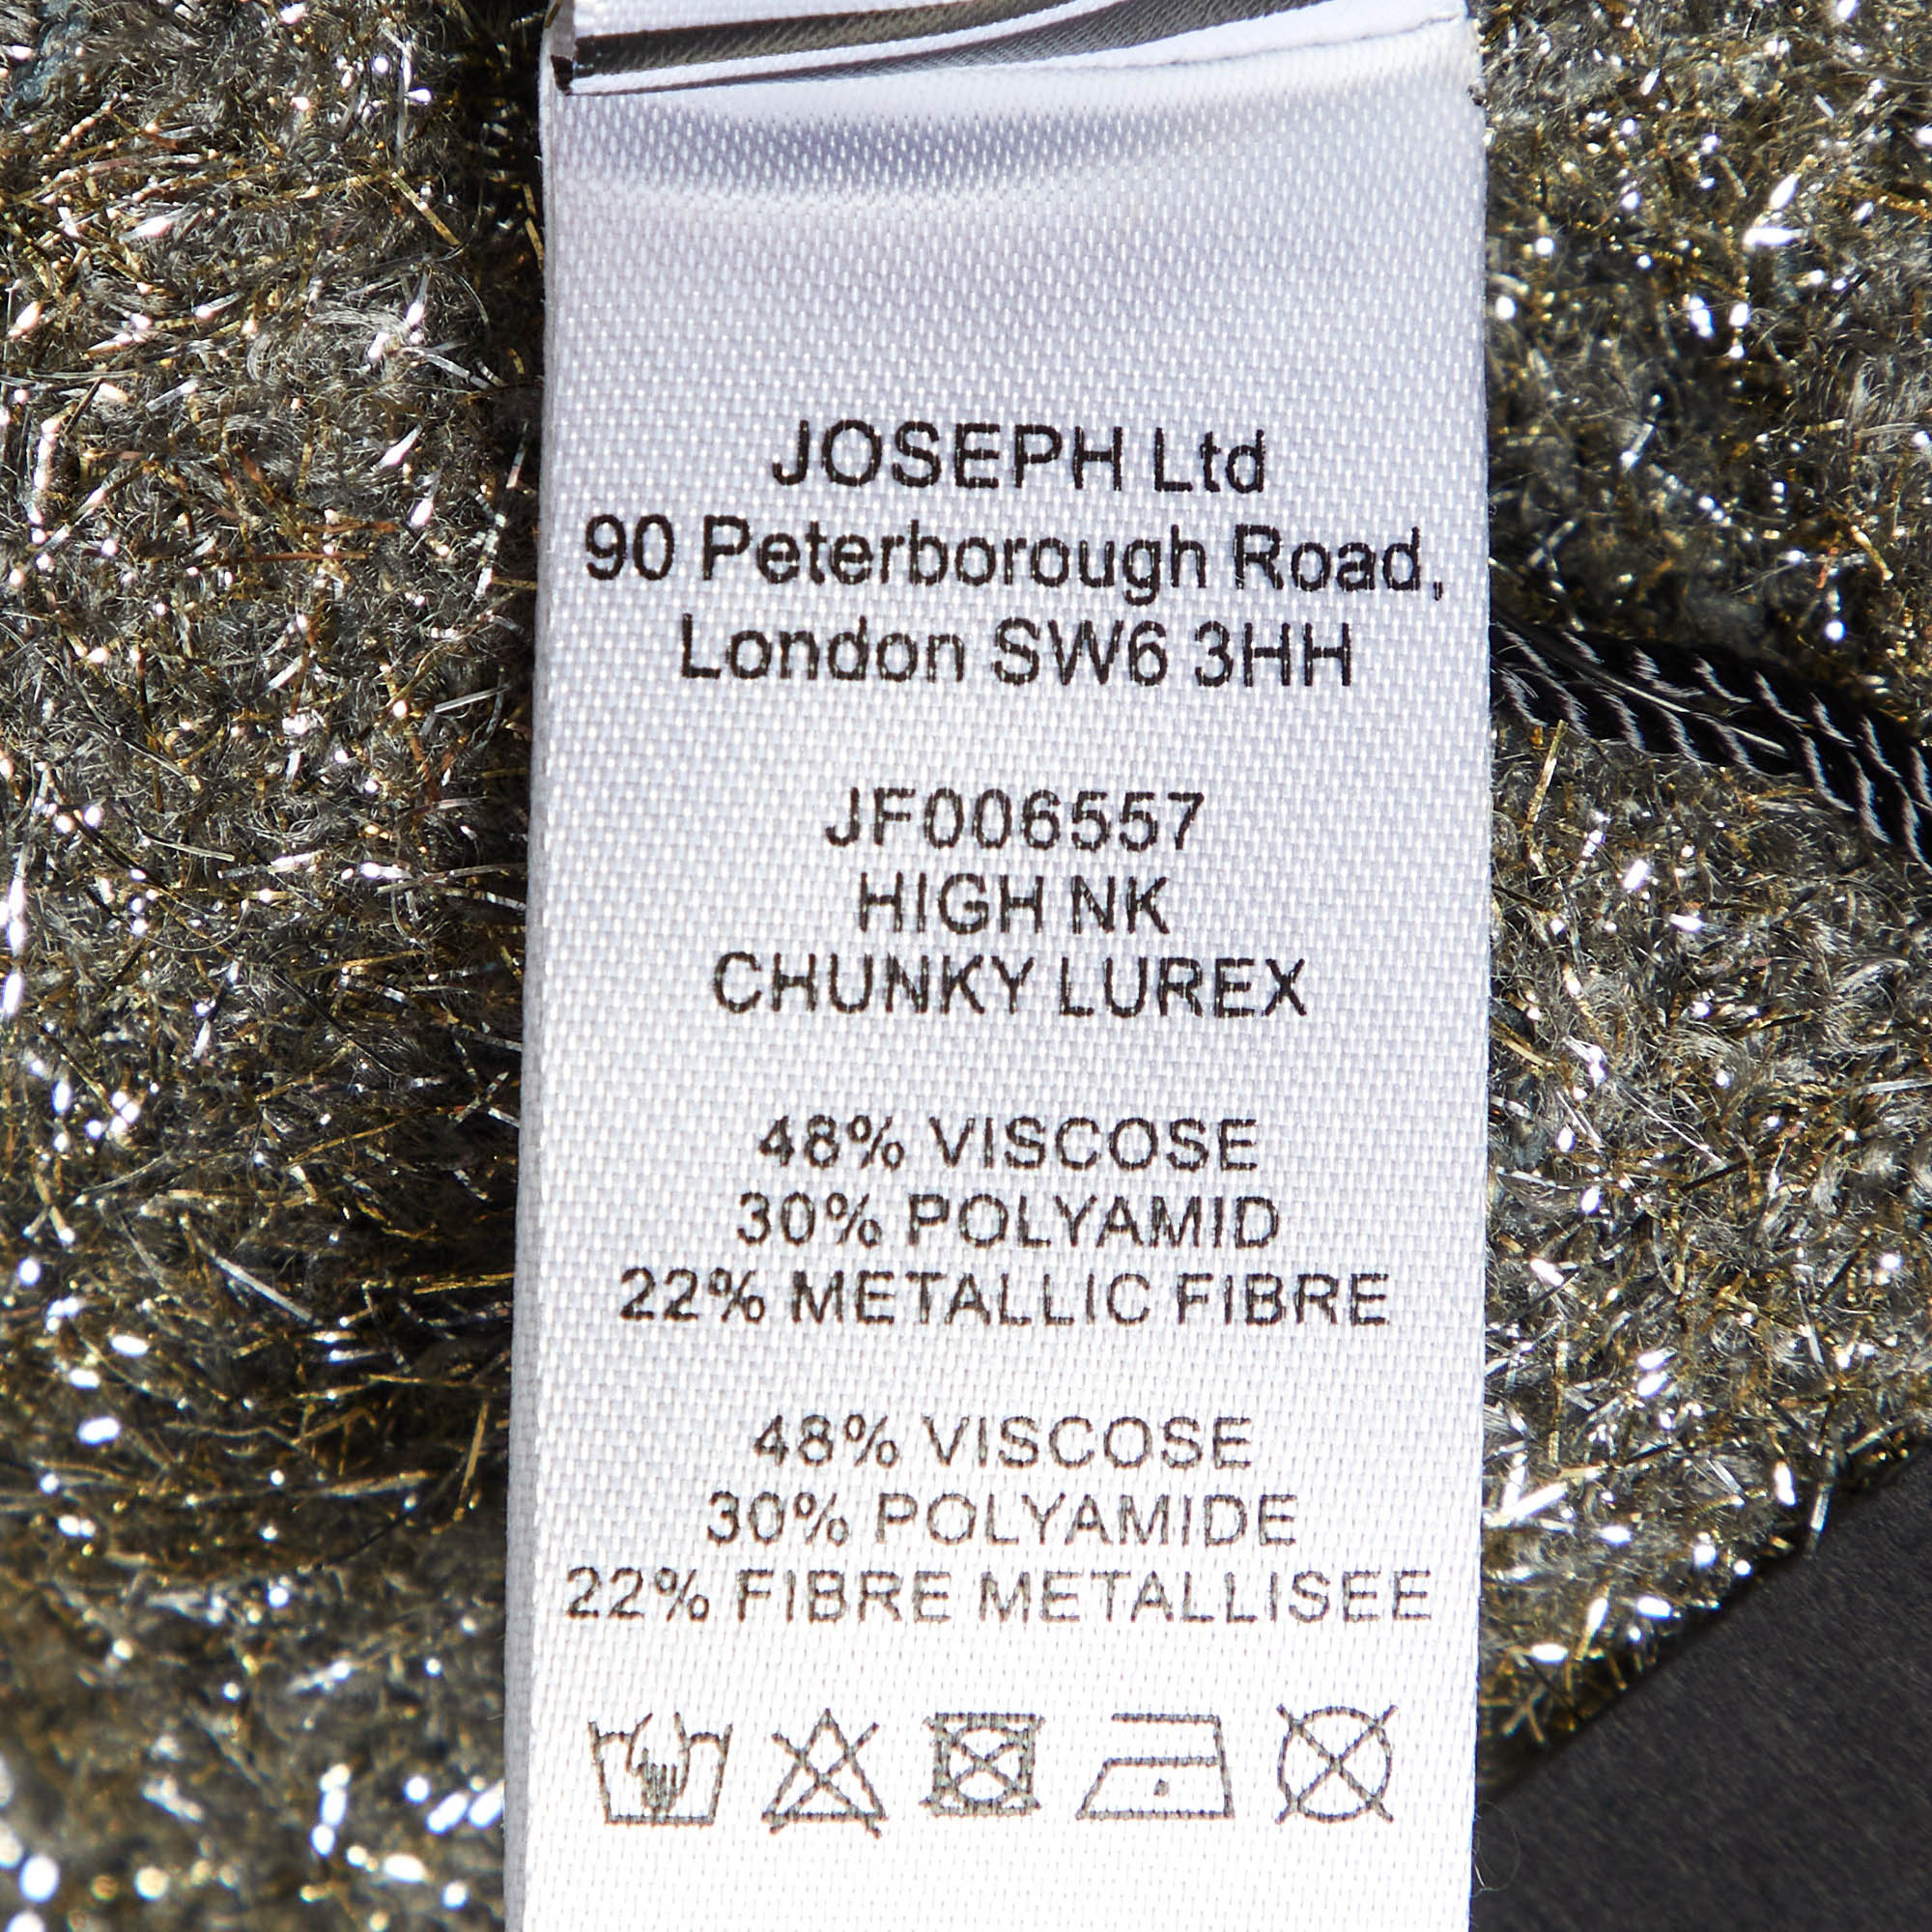 JOSEPH Ltd
90 Peterborough Road,
London SW6 3HH
JF006557
HIGH NK
CHUNKY LUREX
48% VISCOSE
30% POLYAMID
22% METALLIC FIBRE
48% VISCOSE
30% POLYAMIDE
22% FIBRE METALLISEE